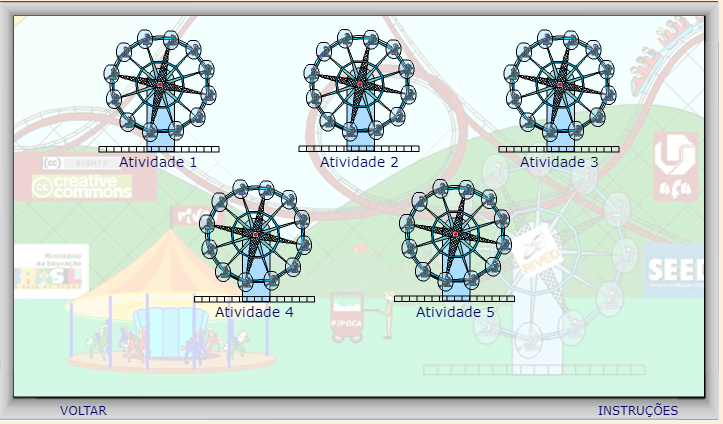 Atividade 1
Atividade 2
Atividade 3
cc RIGHTS
cc creative
commons
Ministério
da Educação
BRASIL
RIVED
SEED
PIPOCA
Atividade 4
Atividade 5
VOLTAR
INSTRUÇÕES